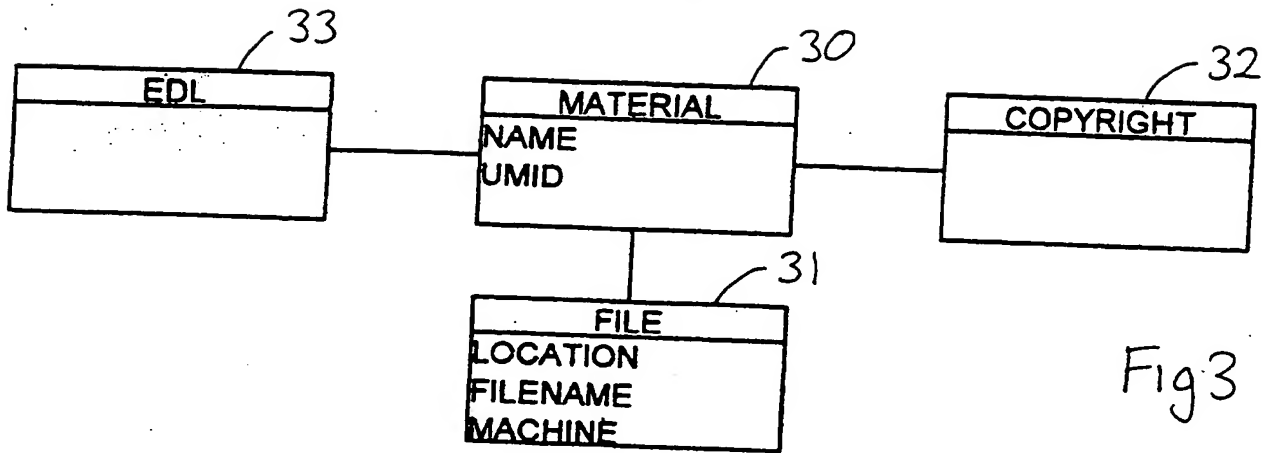 33
EDL
30
MATERIAL
NAME
UMID
32
COPYRIGHT
31
FILE
LOCATION
FILENAME
MACHINE
Fig 3